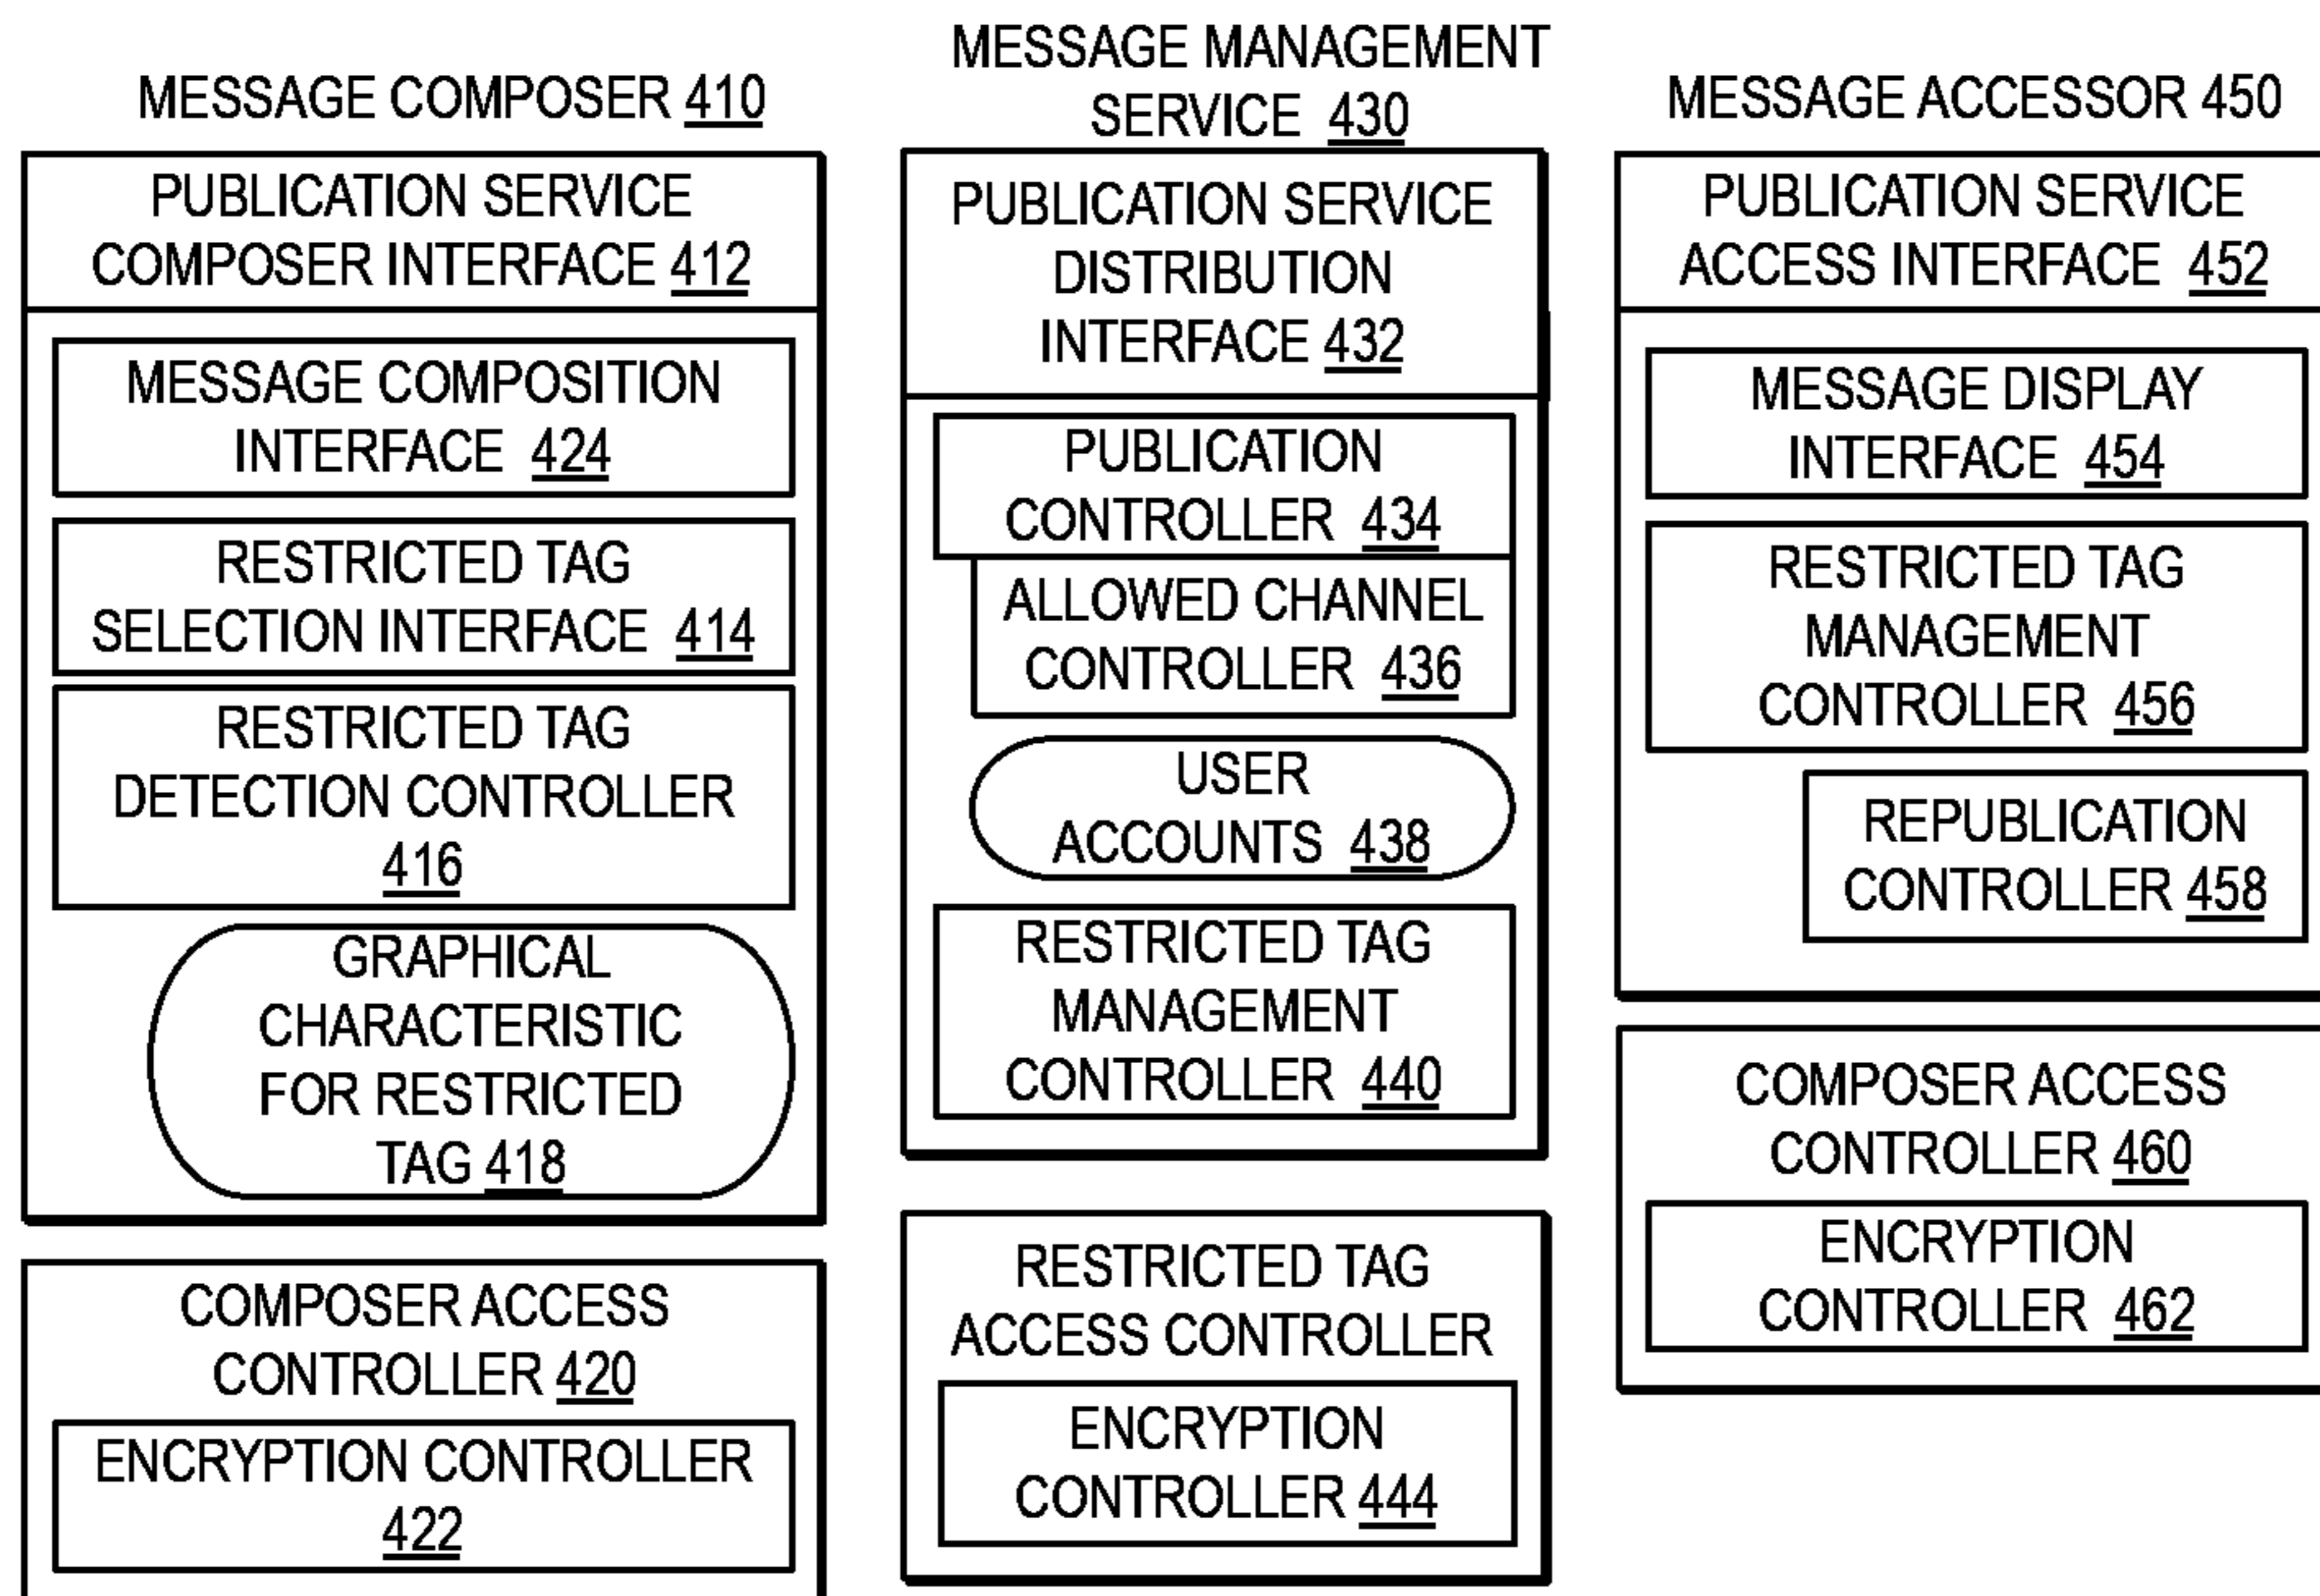 MESSAGE COMPOSER 410
PUBLICATION SERVICE
COMPOSER INTERFACE 412
MESSAGE COMPOSITION
INTERFACE 424
RESTRICTED TAG
SELECTION INTERFACE 414
RESTRICTED TAG
DETECTION CONTROLLER
416
GRAPHICAL
CHARACTERISTIC
FOR RESTRICTED
TAG 418
COMPOSER ACCESS
CONTROLLER 420
ENCRYPTION CONTROLLER
422
MESSAGE MANAGEMENT
SERVICE 430
PUBLICATION SERVICE
DISTRIBUTION
INTERFACE 432
PUBLICATION
CONTROLLER 434
ALLOWED CHANNEL
CONTROLLER 436
USER
ACCOUNTS 438
RESTRICTED TAG
MANAGEMENT
CONTROLLER 440
RESTRICTED TAG
ACCESS CONTROLLER
ENCRYPTION
CONTROLLER 444
MESSAGE ACCESSOR 450
PUBLICATION SERVICE
ACCESS INTERFACE 452
MESSAGE DISPLAY
INTERFACE 454
RESTRICTED TAG
MANAGEMENT
CONTROLLER 456
REPUBLICATION
CONTROLLER 458
COMPOSER ACCESS
CONTROLLER 460
ENCRYPTION
CONTROLLER 462